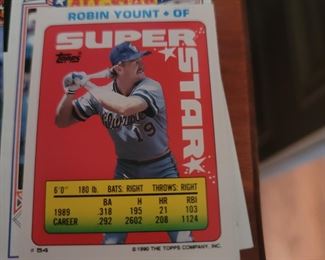 ALL STAR
ROBIN YOUNT • OF
SUPER
STAR
Topps
Milwaukee
19
6'0" 180 lb. BATS: RIGHT THROWS: RIGHT
BA H HR RBI
1989 .318 195 21 103
CAREER .292 2602 208 1124
# 54 ©1990 THE TOPPS COMPANY, INC.